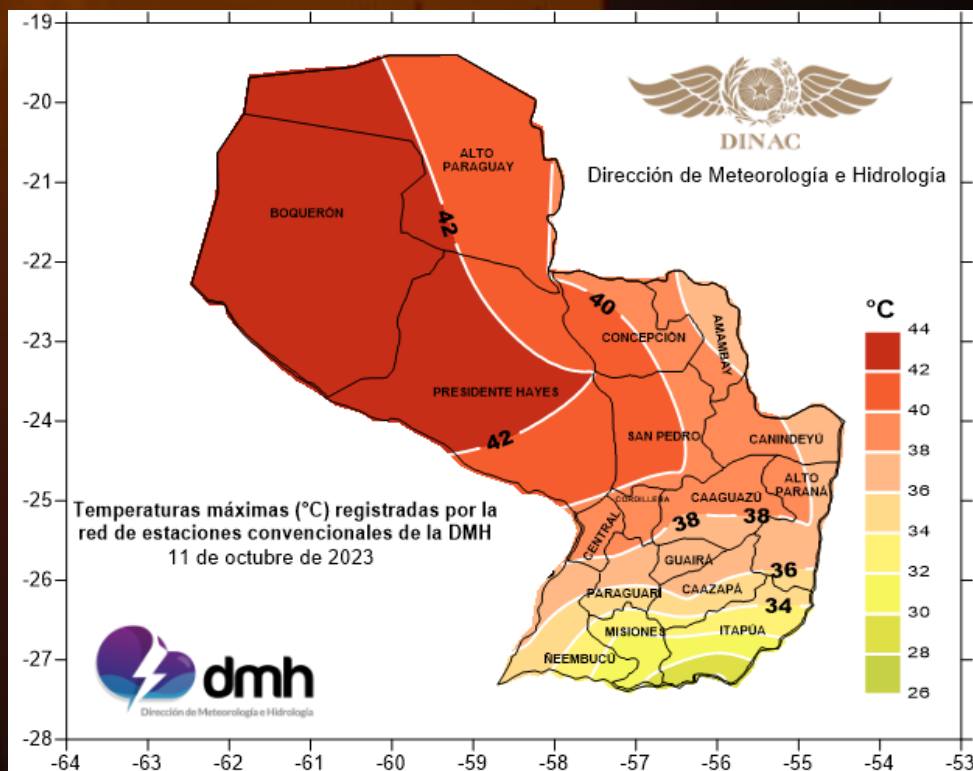 -19
-20
-21
-22
-23
-24
-25
-26
-27
-28
-64
-63
-62
-61
-60
-59
-58
-57
-56
-55
-54
-53
DINAC
Dirección de Meteorología e Hidrología
ALTO
PARAGUAY
BOQUERÓN
42
40
CONCEPCIÓN
AMAMBAY
PRESIDENTE HAYES
42
SAN PEDRO
CANINDEYÚ
ALTO
PARANÁ
CORDILLERA
CAAGUAZÚ
CENTRAL
38
38
GUAIRÁ
36
PARAGUARÍ
CAAZAPÁ
34
MISIONES
ITAPÚA
ÑEEMBUCÚ
°C
44
42
40
38
36
34
32
30
28
26
Temperaturas máximas (°C) registradas por la
red de estaciones convencionales de la DMH
11 de octubre de 2023
dmh
Dirección de Meteorología e Hidrología